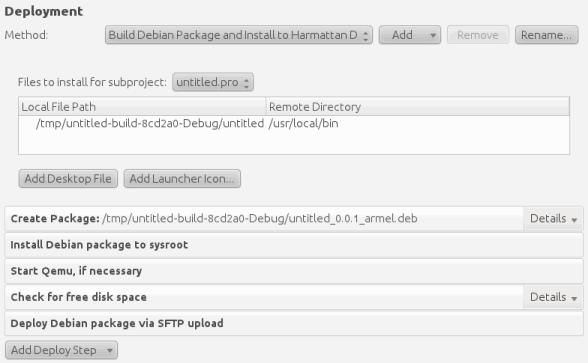 Deployment
Method: Build Debian Package and Install to Harmattan D Add Remove Rename...
Files to install for subproject: untitled.pro
Local File Path Remote Directory
/tmp/untitled-build-8cd2a0-Debug/untitled /usr/local/bin
Add Desktop File Add Launcher Icon...
Create Package: /tmp/untitled-build-8cd2a0-Debug/untitled_0.0.1_armel.deb Details
Install Debian package to sysroot
Start Qemu, if necessary
Check for free disk space Details
Deploy Debian package via SFTP upload
Add Deploy Step